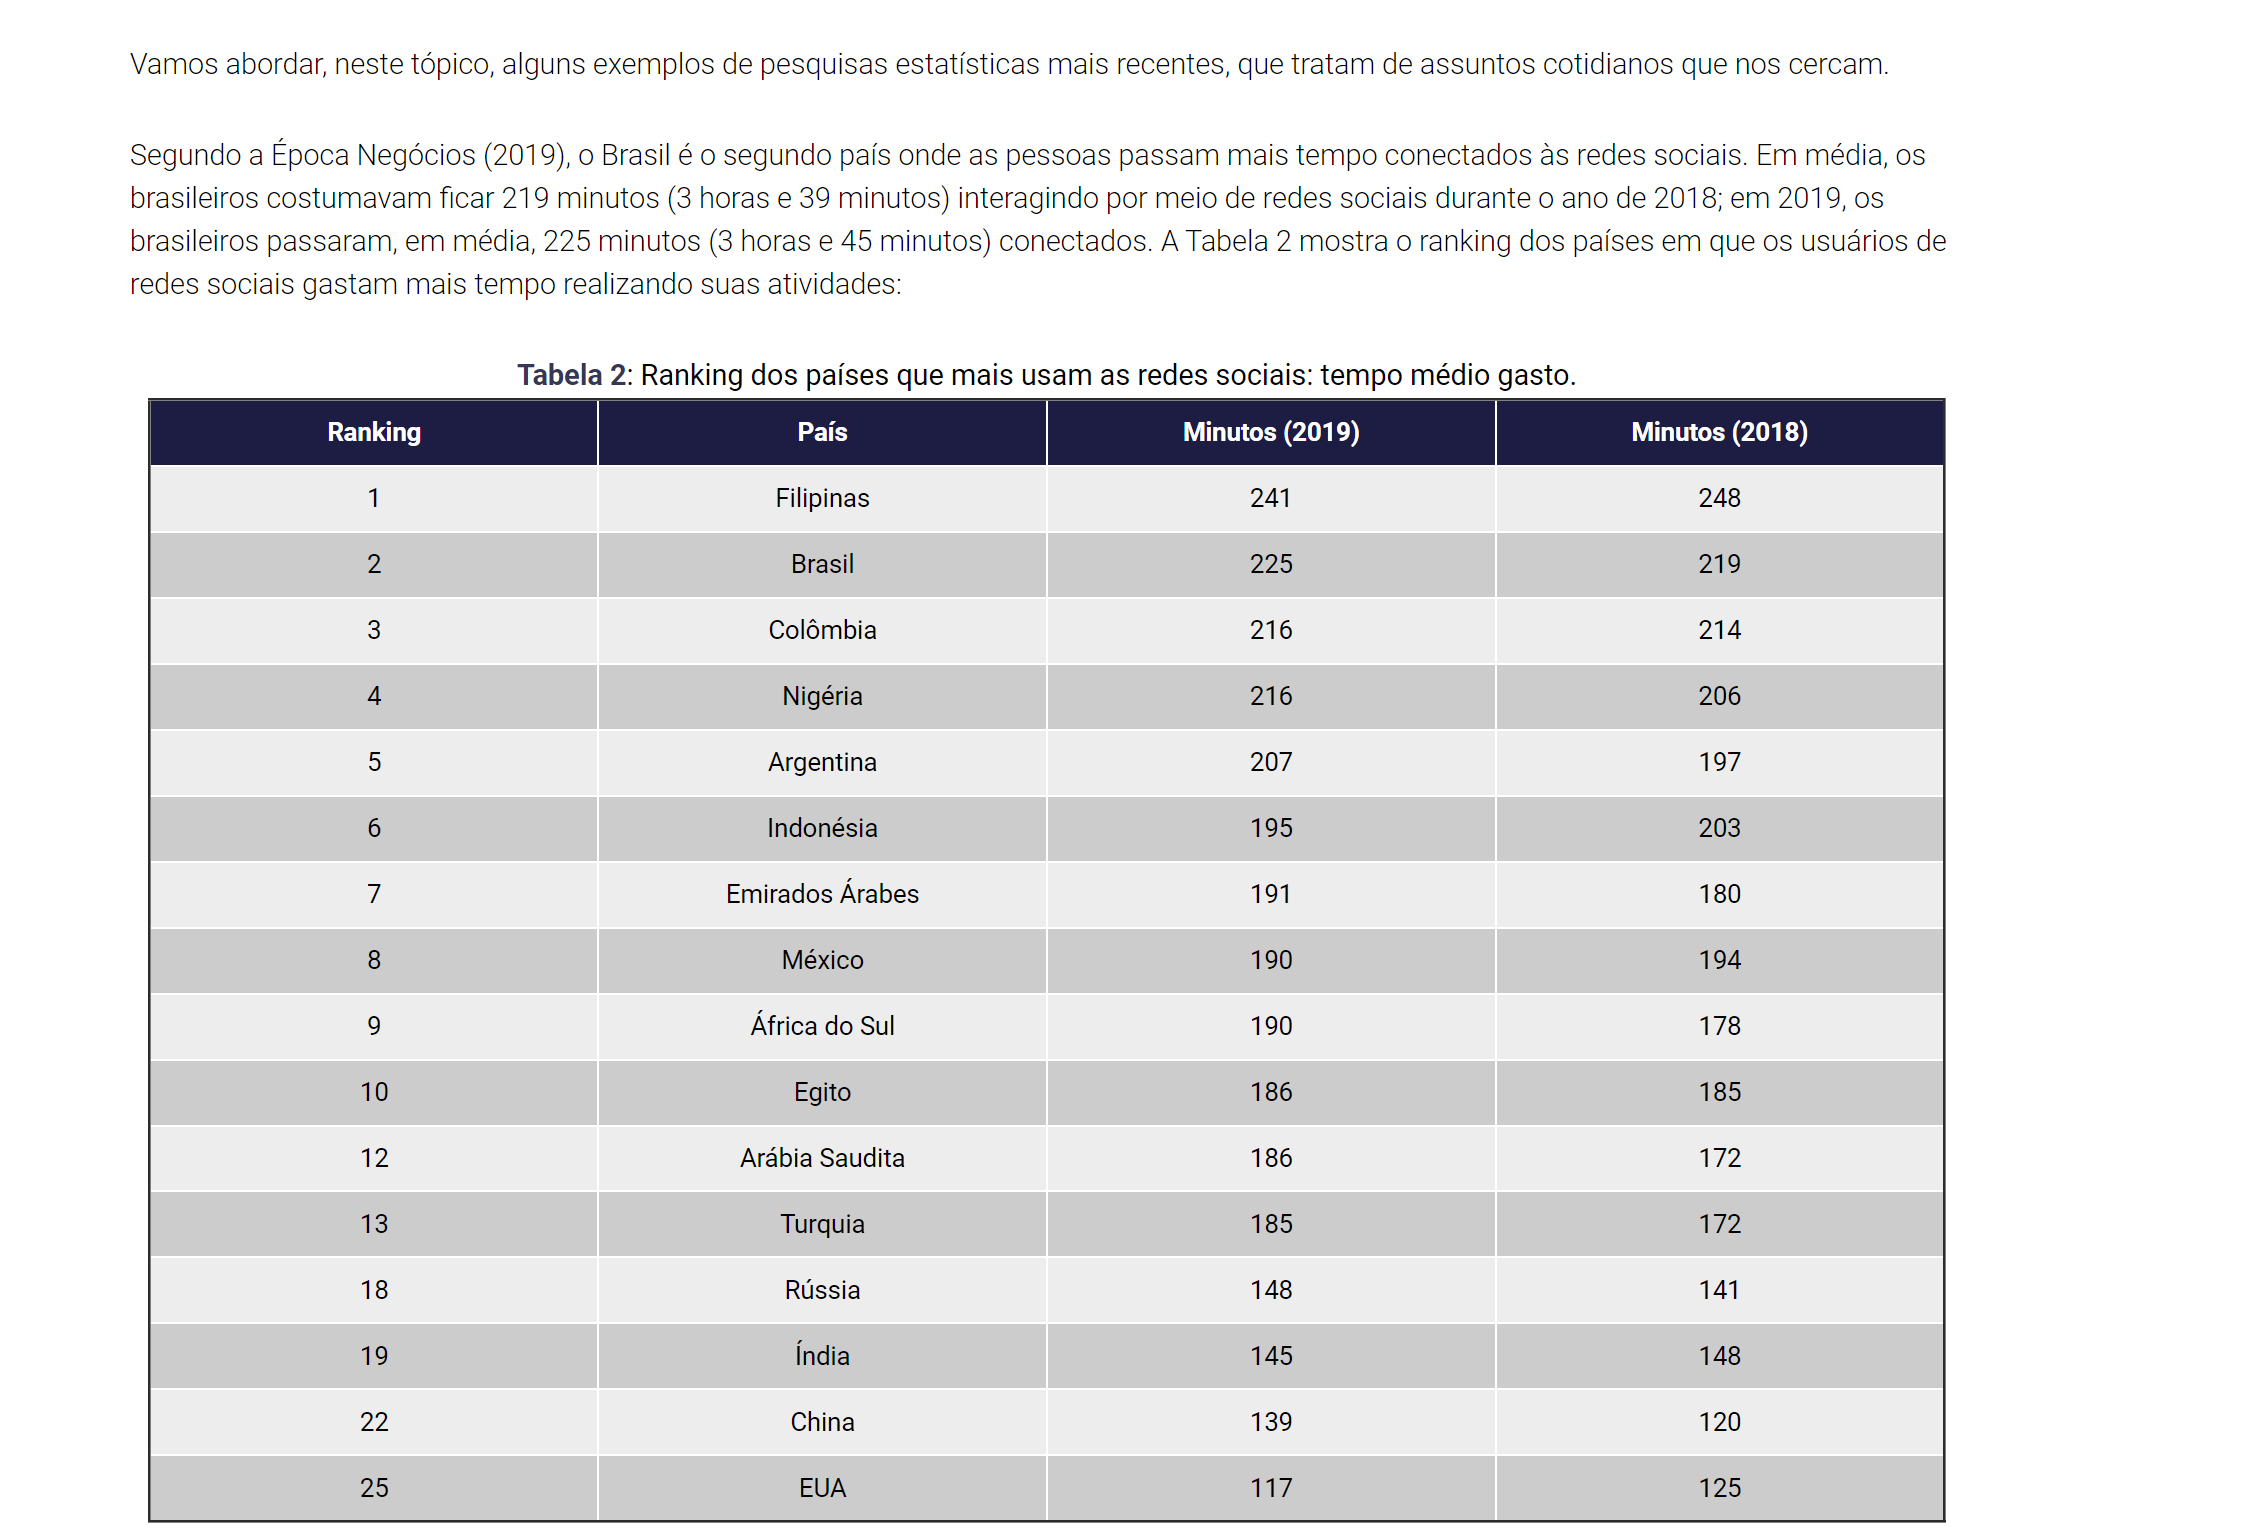 Vamos abordar, neste tópico, alguns exemplos de pesquisas estatísticas mais recentes, que tratam de assuntos cotidianos que nos cercam.
Segundo a Época Negócios (2019), o Brasil é o segundo país onde as pessoas passam mais tempo conectados às redes sociais. Em média, os
brasileiros costumavam ficar 219 minutos (3 horas e 39 minutos) interagindo por meio de redes sociais durante o ano de 2018; em 2019, os
brasileiros passaram, em média, 225 minutos (3 horas e 45 minutos) conectados. A Tabela 2 mostra o ranking dos países em que os usuários de
redes sociais gastam mais tempo realizando suas atividades:
Tabela 2: Ranking dos países que mais usam as redes sociais: tempo médio gasto.
Ranking País Minutos (2019) Minutos (2018)
1 Filipinas 241 248
2 Brasil 225 219
3 Colômbia 216 214
4 Nigéria 216 206
5 Argentina 207 197
6 Indonésia 195 203
7 Emirados Árabes 191 180
8 México 190 194
9 África do Sul 190 178
10 Egito 186 185
12 Arábia Saudita 186 172
13 Turquia 185 172
18 Rússia 148 141
19 Índia 145 148
22 China 139 120
25 EUA 117 125